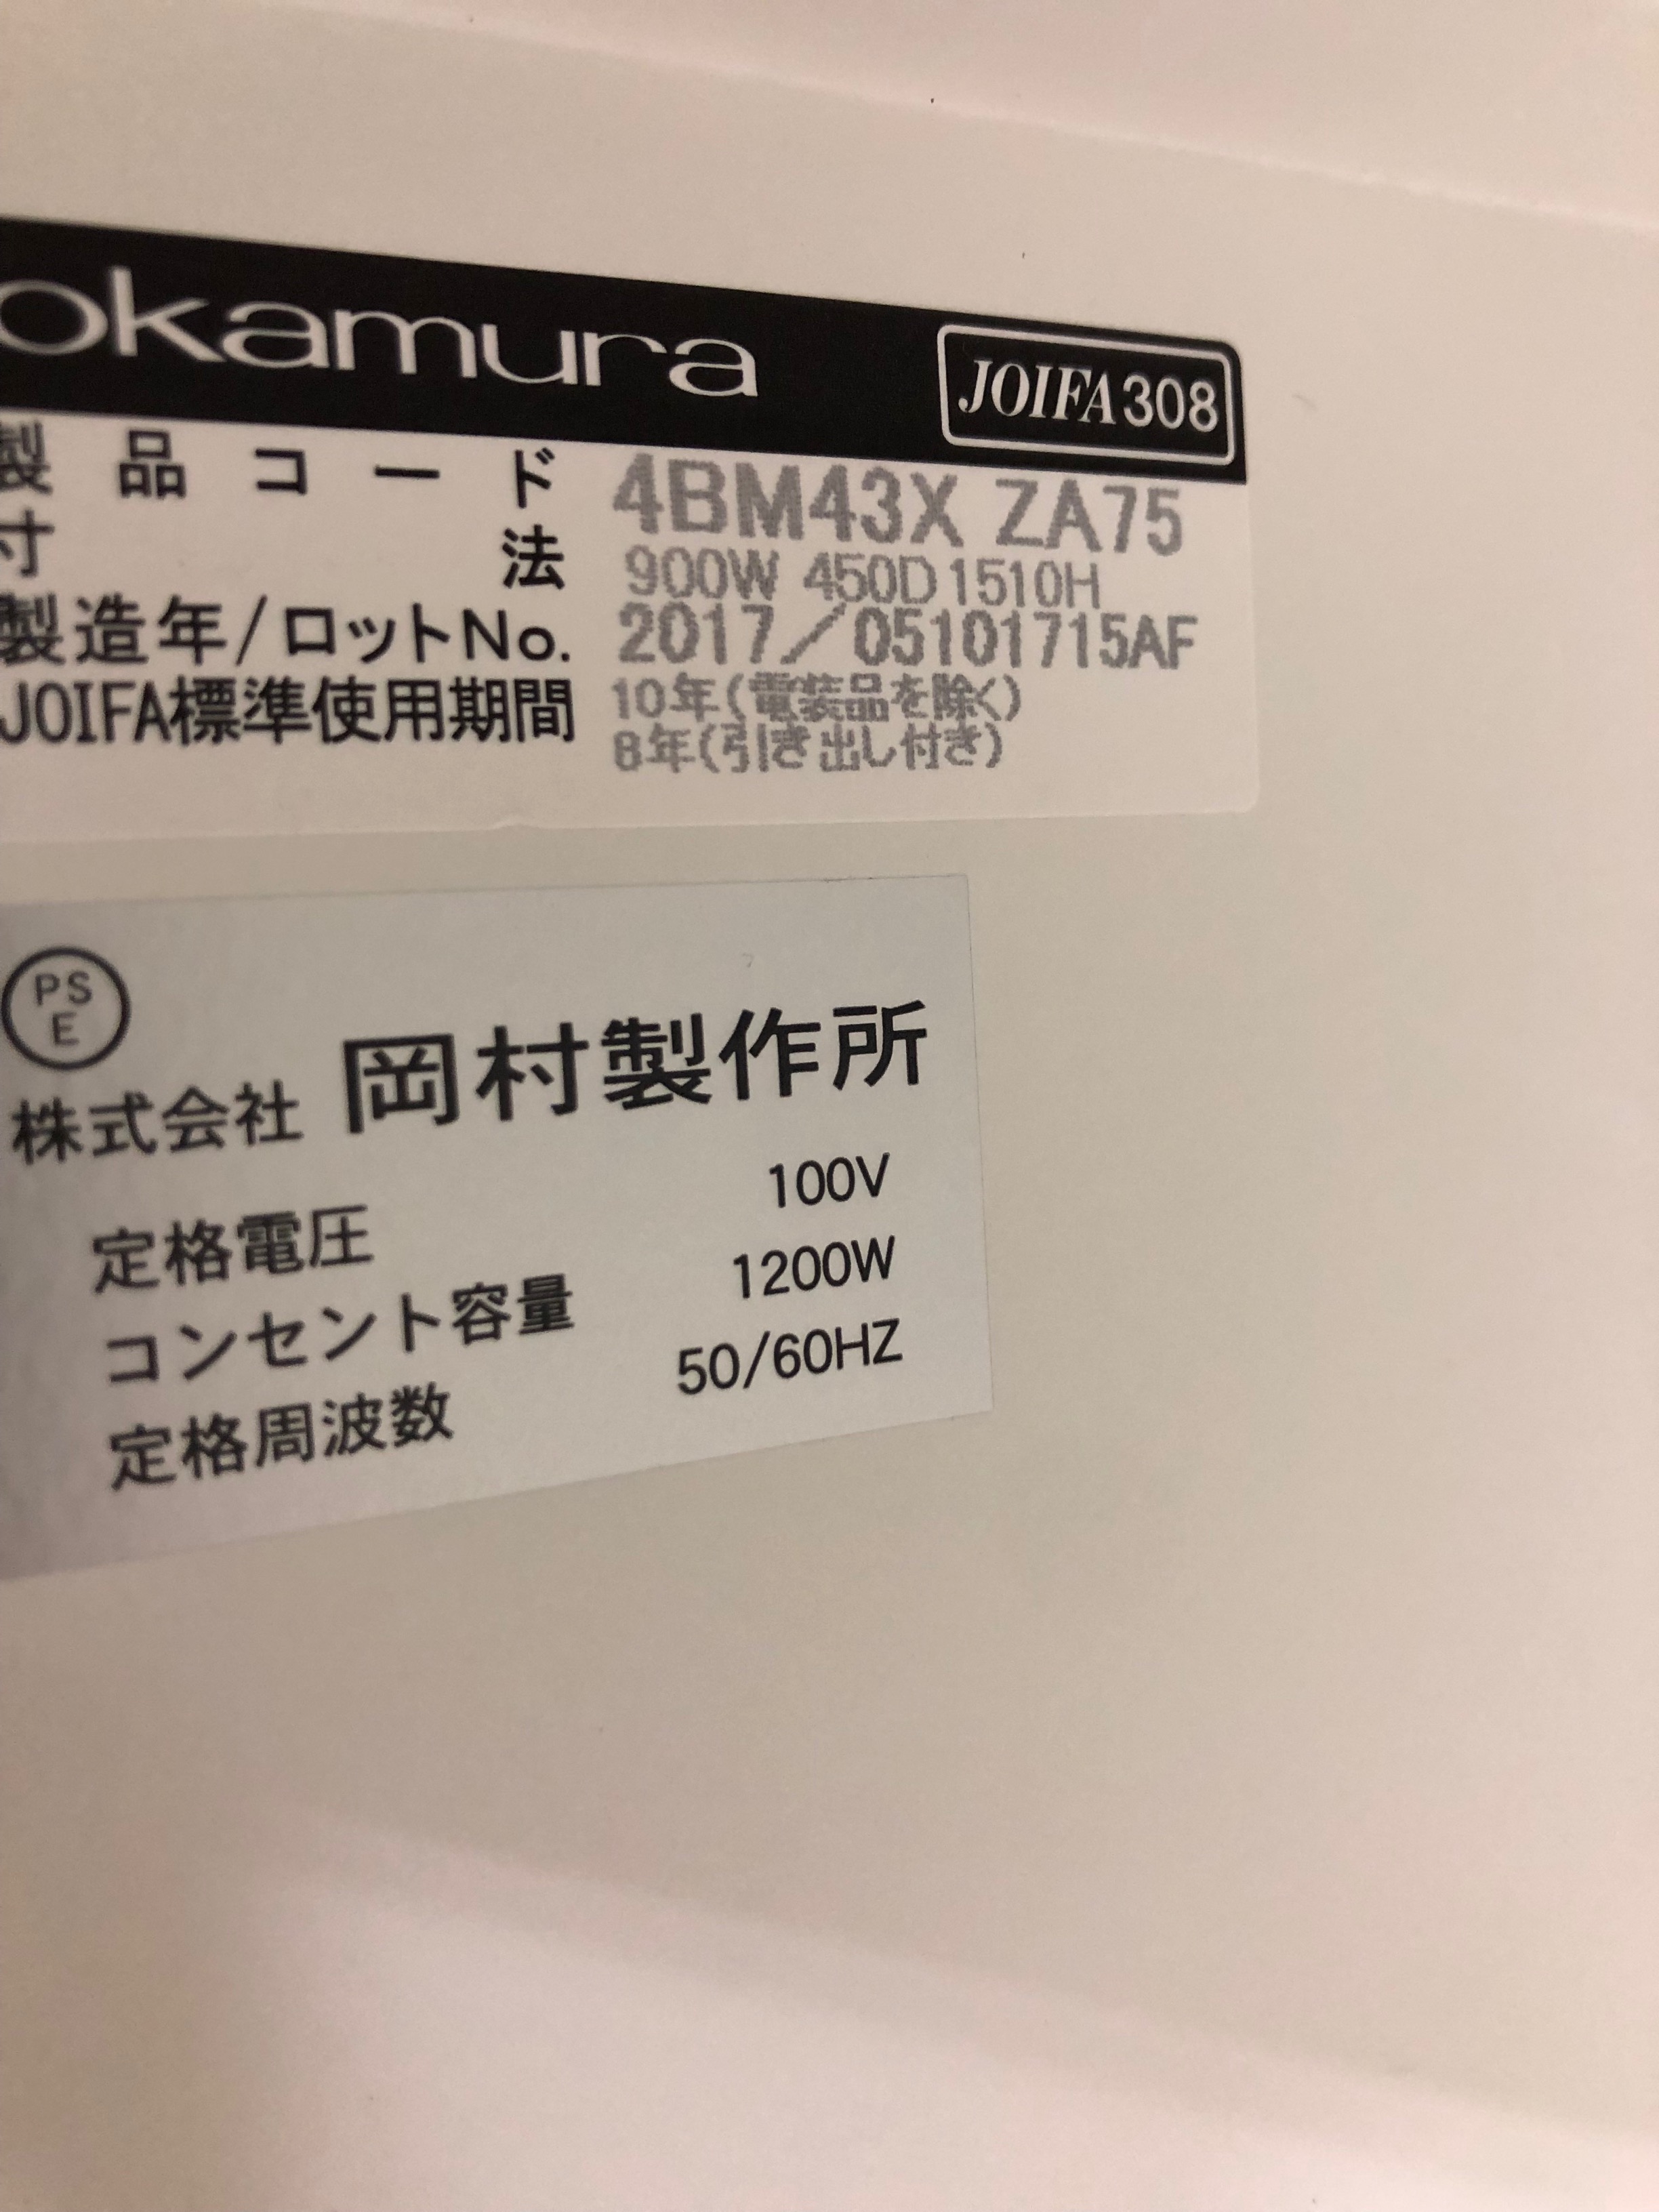 okamura JOIFA308
製品コード 4BM43X ZA75
寸法 900W 450D1510H
製造年/ロットNo. 2017/05101715AF
JOIFA標準使用期間 10年(電装品を除く)
8年(引き出し付き)
PS
E
株式会社 岡村製作所
定格電圧 100V
コンセント容量 1200W
定格周波数 50/60HZ